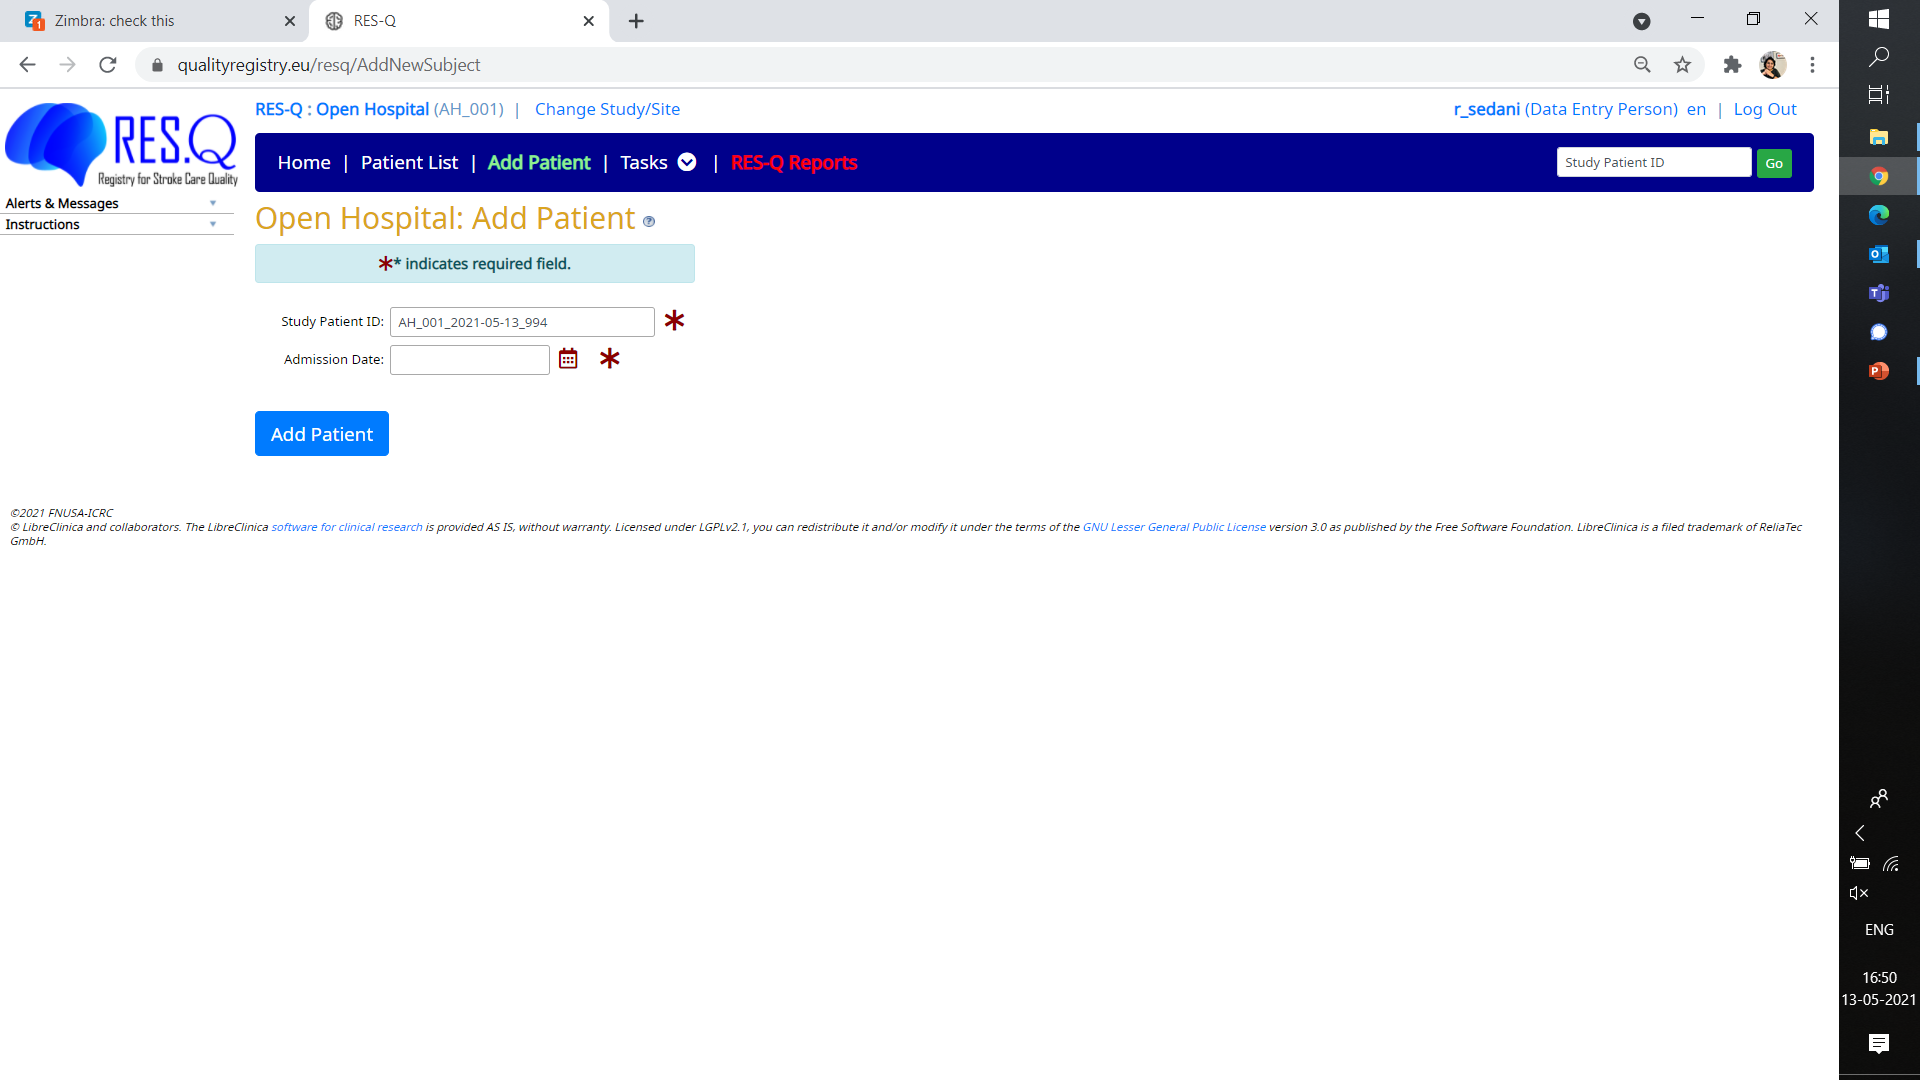 Zimbra: check this
RES-Q
qualityregistry.eu/resq/AddNewSubject
RES.Q
Registry for Stroke Care Quality
RES-Q : Open Hospital (AH_001) | Change Study/Site
r_sedani (Data Entry Person) en | Log Out
Home | Patient List | Add Patient | Tasks | RES-Q Reports
Study Patient ID Go
Alerts & Messages
Instructions
Open Hospital: Add Patient ?
** indicates required field.
Study Patient ID: AH_001_2021-05-13_994 *
Admission Date: *
Add Patient
©2021 FNUSA-ICRC
© LibreClinica and collaborators. The LibreClinica software for clinical research is provided AS IS, without warranty. Licensed under LGPLv2.1, you can redistribute it and/or modify it under the terms of the GNU Lesser General Public License version 3.0 as published by the Free Software Foundation. LibreClinica is a filed trademark of ReliaTec
GmbH.
ENG
16:50
13-05-2021